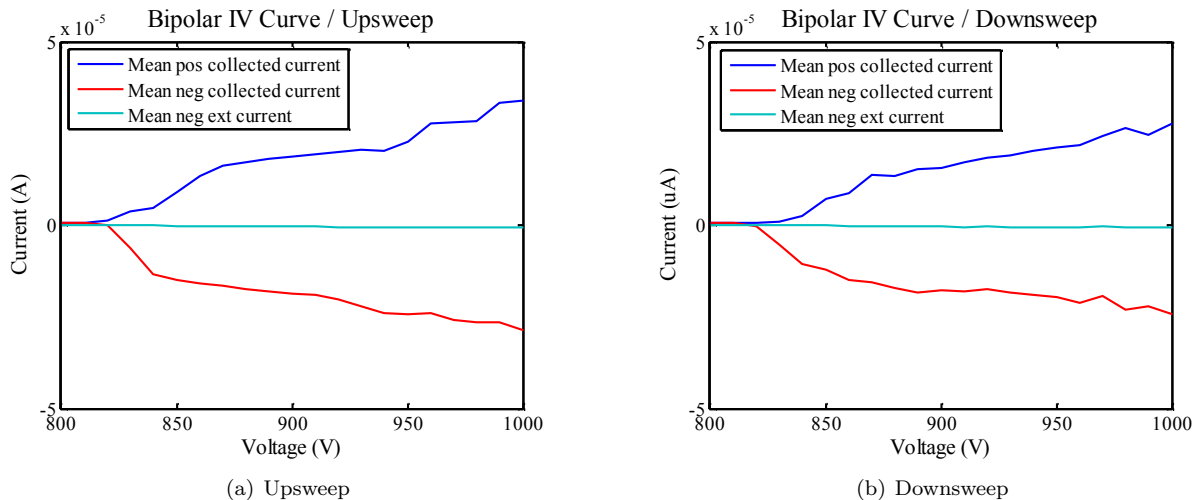 Bipolar IV Curve / Upsweep
x 10^-5
5
0
-5
Current (A)
Mean pos collected current
Mean neg collected current
Mean neg ext current
800 850 900 950 1000
Voltage (V)
(a) Upsweep
Bipolar IV Curve / Downsweep
x 10^-5
5
0
-5
Current (uA)
Mean pos collected current
Mean neg collected current
Mean neg ext current
800 850 900 950 1000
Voltage (V)
(b) Downsweep